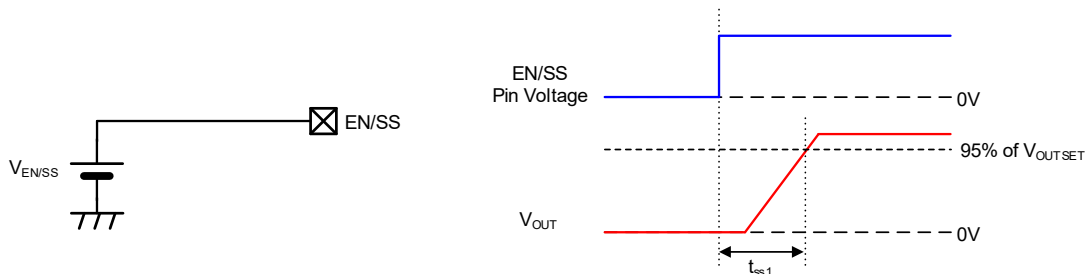 V_EN/SS
EN/SS
EN/SS
Pin Voltage
0V
95% of V_OUTSET
V_OUT
0V
t_ss1